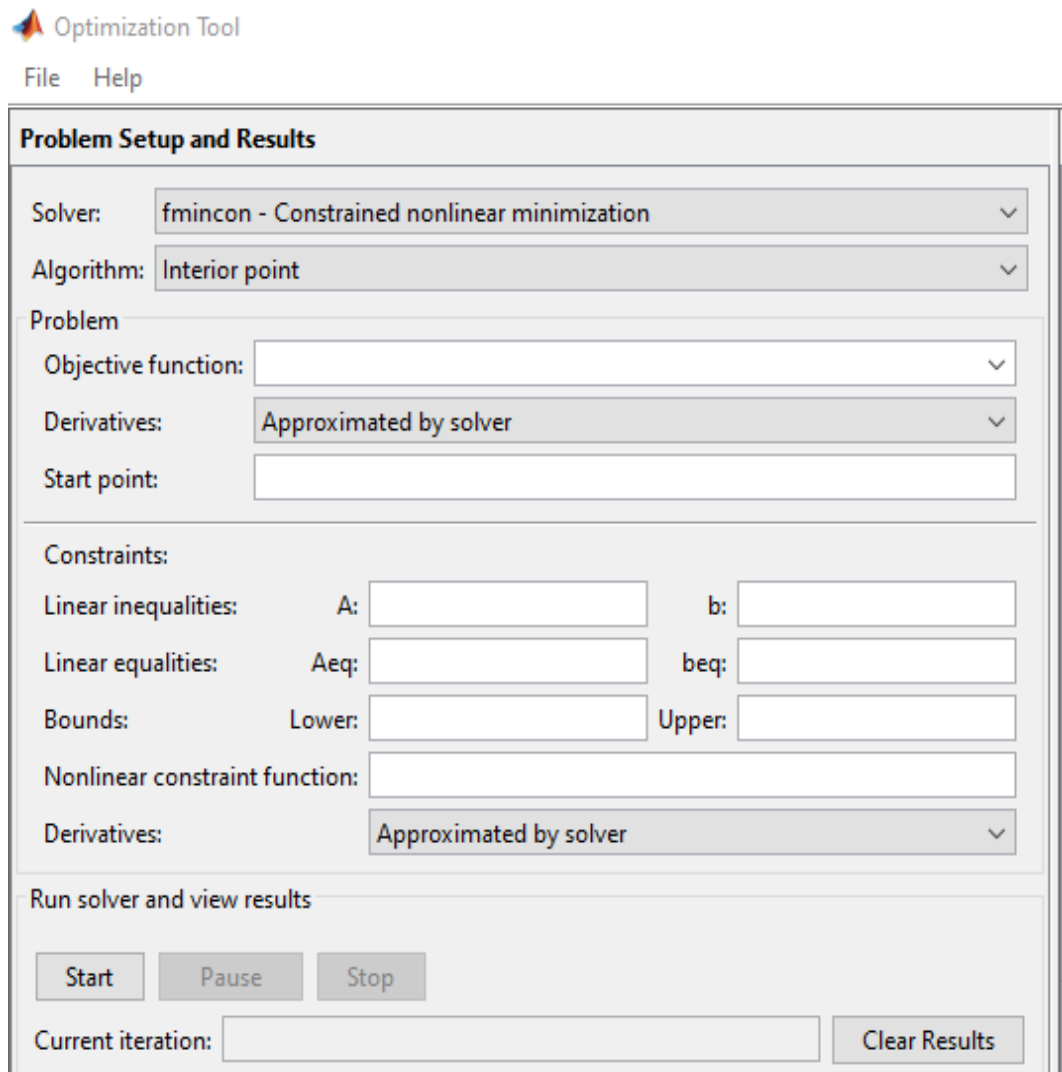 Optimization Tool
File Help
Problem Setup and Results
Solver: fmincon - Constrained nonlinear minimization
Algorithm: Interior point
Problem
Objective function:
Derivatives: Approximated by solver
Start point:
Constraints:
Linear inequalities: A: b:
Linear equalities: Aeq: beq:
Bounds: Lower: Upper:
Nonlinear constraint function:
Derivatives: Approximated by solver
Run solver and view results
Start Pause Stop
Current iteration: Clear Results